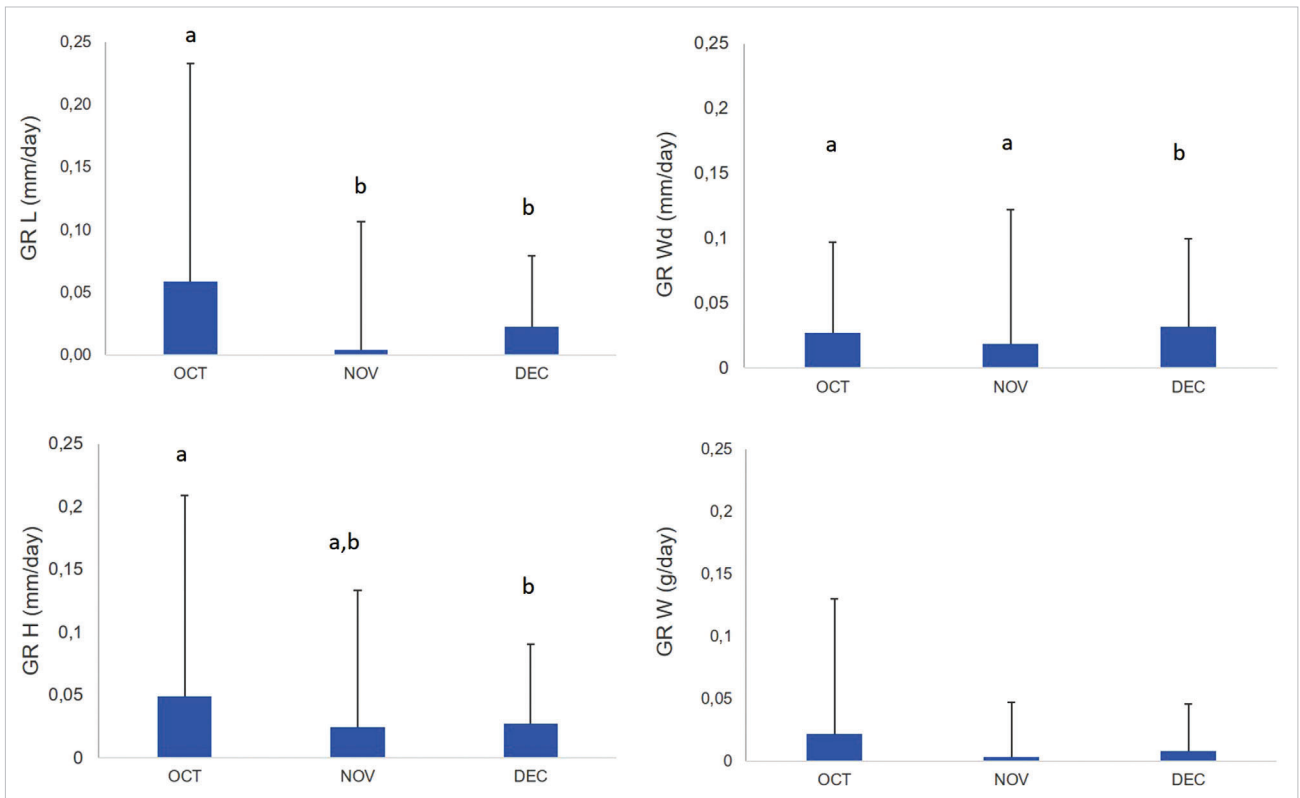 GR L (mm/day)
0,25
0,20
0,15
0,10
0,05
0,00
a
b
b
OCT NOV DEC
GR Wd (mm/day)
0,25
0,2
0,15
0,1
0,05
0
a
a
b
OCT NOV DEC
GR H (mm/day)
0,25
0,2
0,15
0,1
0,05
0
a
a,b
b
OCT NOV DEC
GR W (g/day)
0,25
0,2
0,15
0,1
0,05
0
OCT NOV DEC